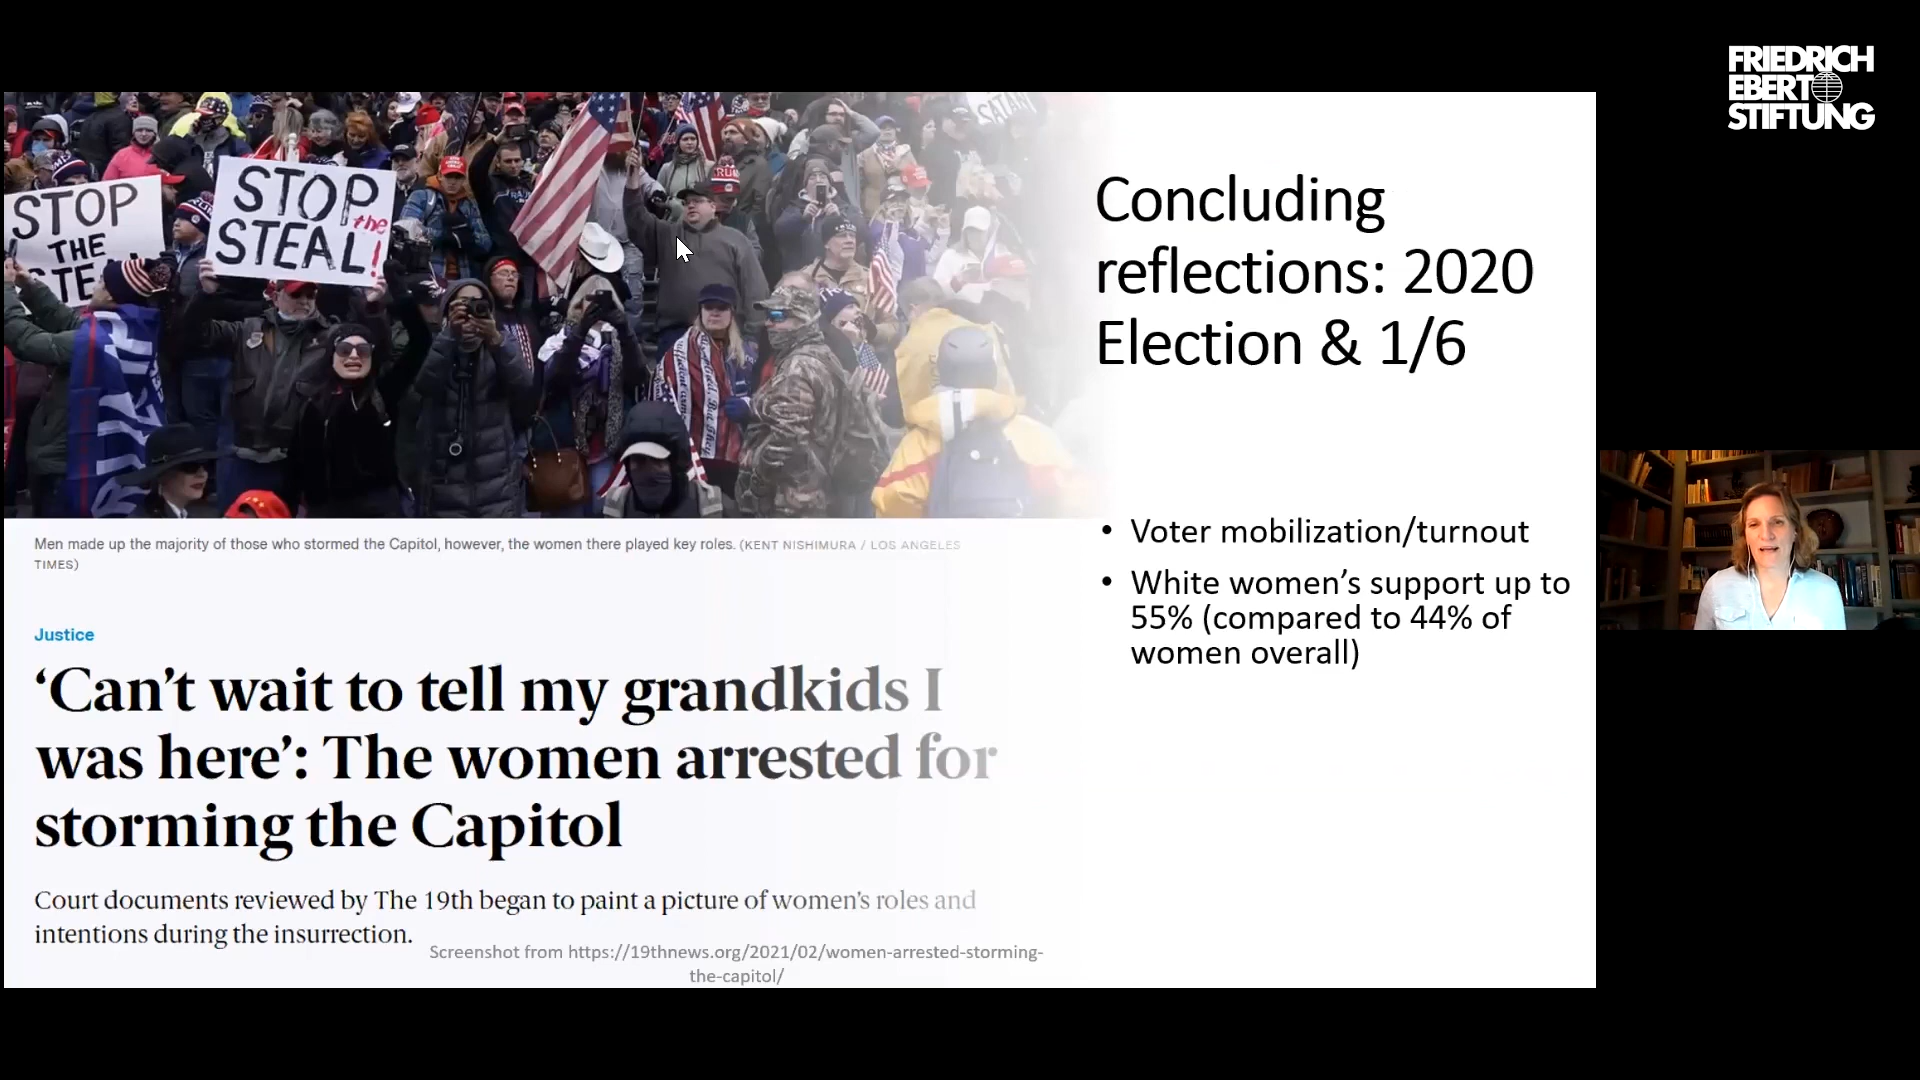 FRIEDRICH
EBERT
STIFTUNG
SATAN
STOP
THE
STE
STOP
the
STEAL!
TRUM
Concluding
reflections: 2020
Election & 1/6
Men made up the majority of those who stormed the Capitol, however, the women there played key roles. (KENT NISHIMURA / LOS ANGELES
TIMES)
• Voter mobilization/turnout
• White women’s support up to
55% (compared to 44% of
women overall)
Justice
‘Can’t wait to tell my grandkids I
was here’: The women arrested for
storming the Capitol
Court documents reviewed by The 19th began to paint a picture of women’s roles and
intentions during the insurrection.
Screenshot from https://19thnews.org/2021/02/women-arrested-storming-
the-capitol/